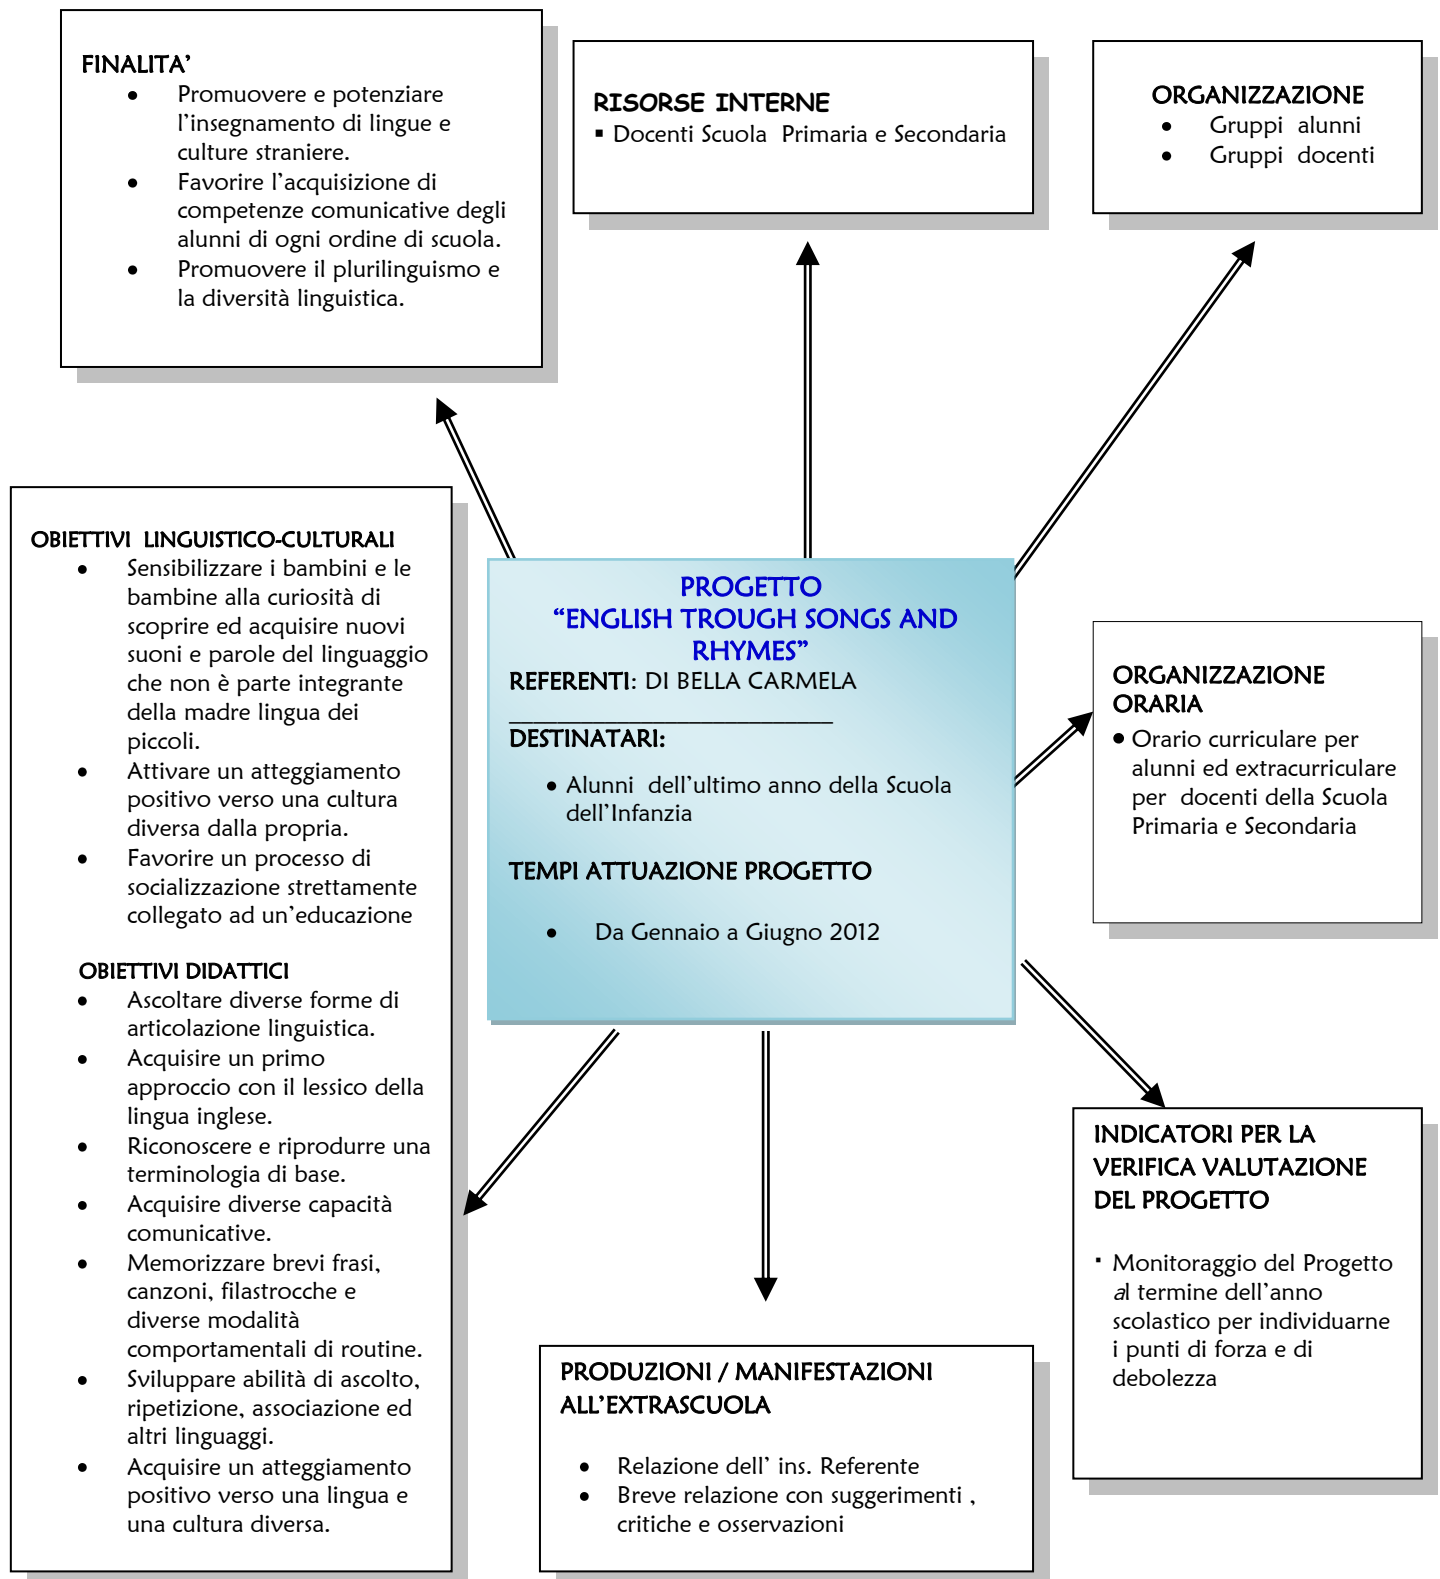 FINALITA’
• Promuovere e potenziare
l’insegnamento di lingue e
culture straniere.
• Favorire l’acquisizione di
competenze comunicative degli
alunni di ogni ordine di scuola.
• Promuovere il plurilinguismo e
la diversità linguistica.
RISORSE INTERNE
▪ Docenti Scuola Primaria e Secondaria
ORGANIZZAZIONE
• Gruppi alunni
• Gruppi docenti
OBIETTIVI LINGUISTICO-CULTURALI
• Sensibilizzare i bambini e le
bambine alla curiosità di
scoprire ed acquisire nuovi
suoni e parole del linguaggio
che non è parte integrante
della madre lingua dei
piccoli.
• Attivare un atteggiamento
positivo verso una cultura
diversa dalla propria.
• Favorire un processo di
socializzazione strettamente
collegato ad un’educazione
OBIETTIVI DIDATTICI
• Ascoltare diverse forme di
articolazione linguistica.
• Acquisire un primo
approccio con il lessico della
lingua inglese.
• Riconoscere e riprodurre una
terminologia di base.
• Acquisire diverse capacità
comunicative.
• Memorizzare brevi frasi,
canzoni, filastrocche e
diverse modalità
comportamentali di routine.
• Sviluppare abilità di ascolto,
ripetizione, associazione ed
altri linguaggi.
• Acquisire un atteggiamento
positivo verso una lingua e
una cultura diversa.
PROGETTO
“ENGLISH TROUGH SONGS AND
RHYMES”
REFERENTI: DI BELLA CARMELA
___________________________
DESTINATARI:
• Alunni dell’ultimo anno della Scuola
dell’Infanzia
TEMPI ATTUAZIONE PROGETTO
• Da Gennaio a Giugno 2012
ORGANIZZAZIONE
ORARIA
• Orario curriculare per
alunni ed extracurriculare
per docenti della Scuola
Primaria e Secondaria
INDICATORI PER LA
VERIFICA VALUTAZIONE
DEL PROGETTO
▪ Monitoraggio del Progetto
al termine dell’anno
scolastico per individuarne
i punti di forza e di
debolezza
PRODUZIONI / MANIFESTAZIONI
ALL’EXTRASCUOLA
• Relazione dell’ ins. Referente
• Breve relazione con suggerimenti ,
critiche e osservazioni